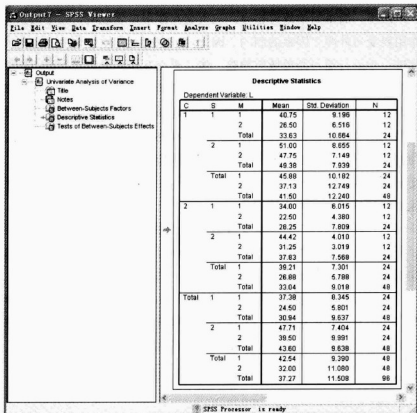 Output7 - SPSS Viewer
File Edit View Data Transform Insert Format Analyze Graphs Utilities Window Help
Output
Univariate Analysis of Variance
Title
Notes
Between-Subjects Factors
Descriptive Statistics
Tests of Between-Subjects Effects
Descriptive Statistics
Dependent Variable: L
C S M Mean Std. Deviation N
1 1 1 40.75 9.196 12
2 26.50 6.516 12
Total 33.63 10.664 24
2 1 51.00 8.655 12
2 47.75 7.149 12
Total 49.38 7.939 24
Total 1 45.88 10.182 24
2 37.13 12.749 24
Total 41.50 12.240 48
2 1 1 34.00 6.015 12
2 22.50 4.380 12
Total 28.25 7.809 24
2 1 44.42 4.010 12
2 31.25 3.019 12
Total 37.83 7.568 24
Total 1 39.21 7.301 24
2 26.88 5.788 24
Total 33.04 9.018 48
Total 1 1 37.38 8.345 24
2 24.50 5.801 24
Total 30.94 9.637 48
2 1 47.71 7.404 24
2 39.50 9.991 24
Total 43.60 9.638 48
Total 1 42.54 9.390 48
2 32.00 11.080 48
Total 37.27 11.508 96
SPSS Processor is ready